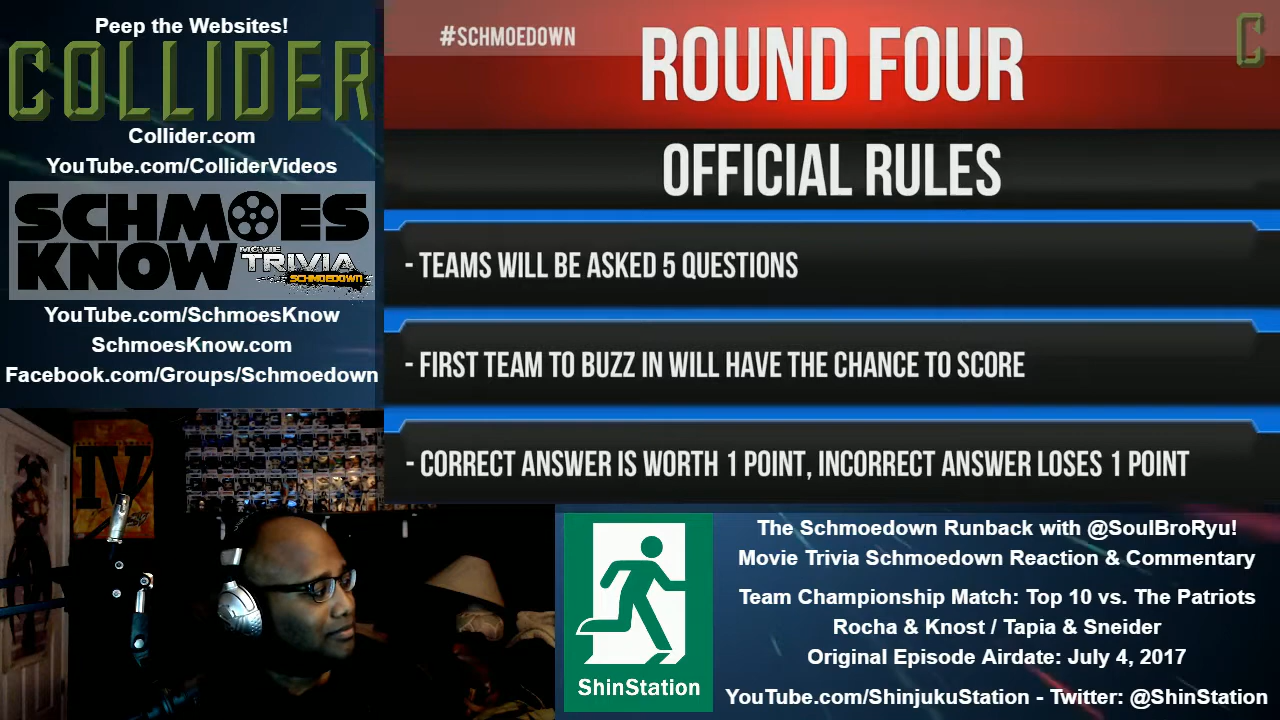 Peep the Websites!
COLLIDER
Collider.com
YouTube.com/ColliderVideos
SCHMOES
KNOW
MOVIE
TRIVIA
SCHMOEDOWN
YouTube.com/SchmoesKnow
SchmoesKnow.com
Facebook.com/Groups/Schmoedown
#SCHMOEDOWN
ROUND FOUR
C
OFFICIAL RULES
- TEAMS WILL BE ASKED 5 QUESTIONS
- FIRST TEAM TO BUZZ IN WILL HAVE THE CHANCE TO SCORE
- CORRECT ANSWER IS WORTH 1 POINT, INCORRECT ANSWER LOSES 1 POINT
IV
ShinStation
The Schmoedown Runback with @SoulBroRyu!
Movie Trivia Schmoedown Reaction & Commentary
Team Championship Match: Top 10 vs. The Patriots
Rocha & Knost / Tapia & Sneider
Original Episode Airdate: July 4, 2017
YouTube.com/ShinjukuStation - Twitter: @ShinStation